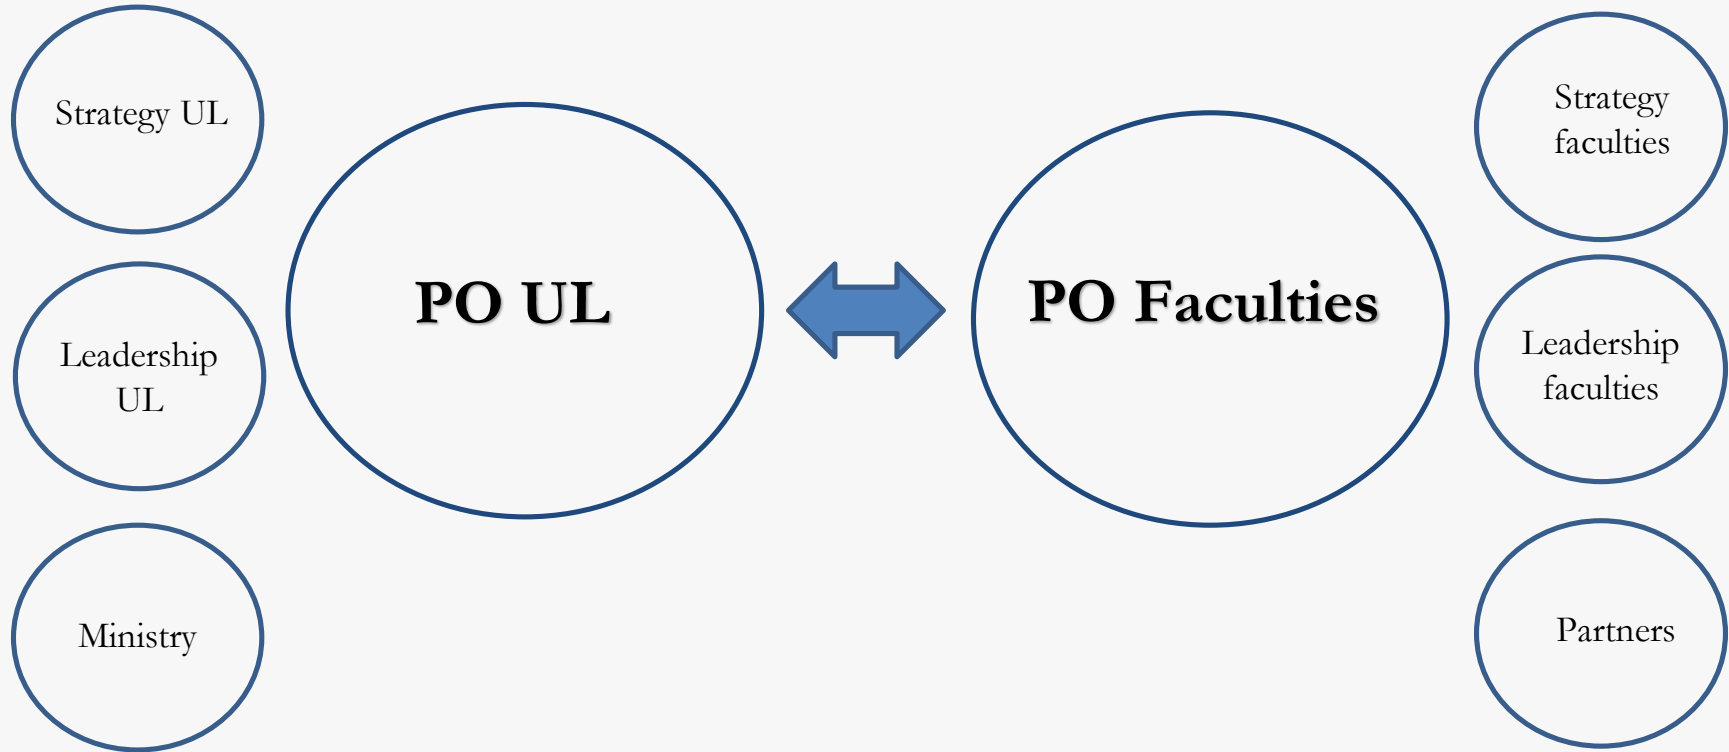 Strategy UL
Leadership
UL
Ministry
PO UL
PO Faculties
Strategy
faculties
Leadership
faculties
Partners